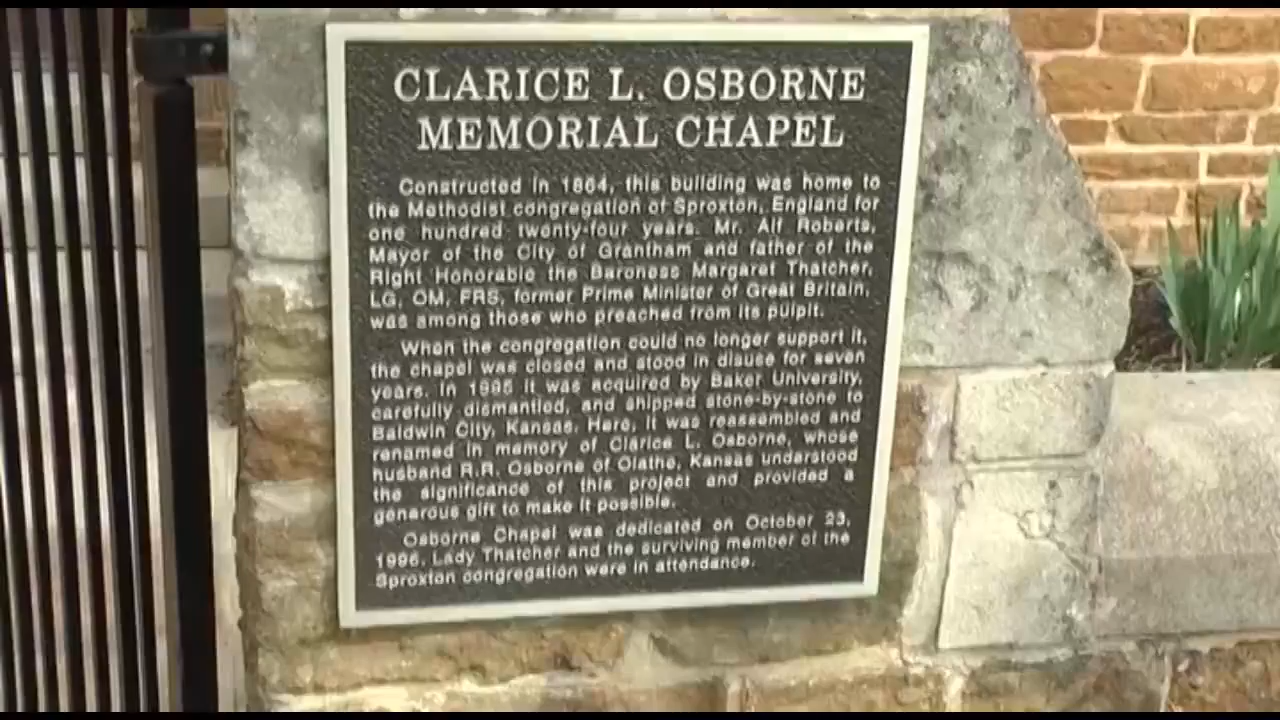 CLARICE L. OSBORNE
MEMORIAL CHAPEL
Constructed in 1864, this building was home to
the Methodist congregation of Sproxton, England for
one hundred twenty-four years. Mr. Alf Roberts,
Mayor of the City of Grantham and father of the
Right Honorable the Baroness Margaret Thatcher,
LG, OM, FRS, former Prime Minister of Great Britain,
was among those who preached from its pulpit.
When the congregation could no longer support it,
the chapel was closed and stood in disuse for seven
years. In 1995 it was acquired by Baker University,
carefully dismantled, and shipped stone-by-stone to
Baldwin City, Kansas. Here, it was reassembled and
renamed in memory of Clarice L. Osborne, whose
husband R.R. Osborne of Olathe, Kansas understood
the significance of this project and provided a
generous gift to make it possible.
Osborne Chapel was dedicated on October 23,
1996. Lady Thatcher and the surviving member of the
Sproxton congregation were in attendance.